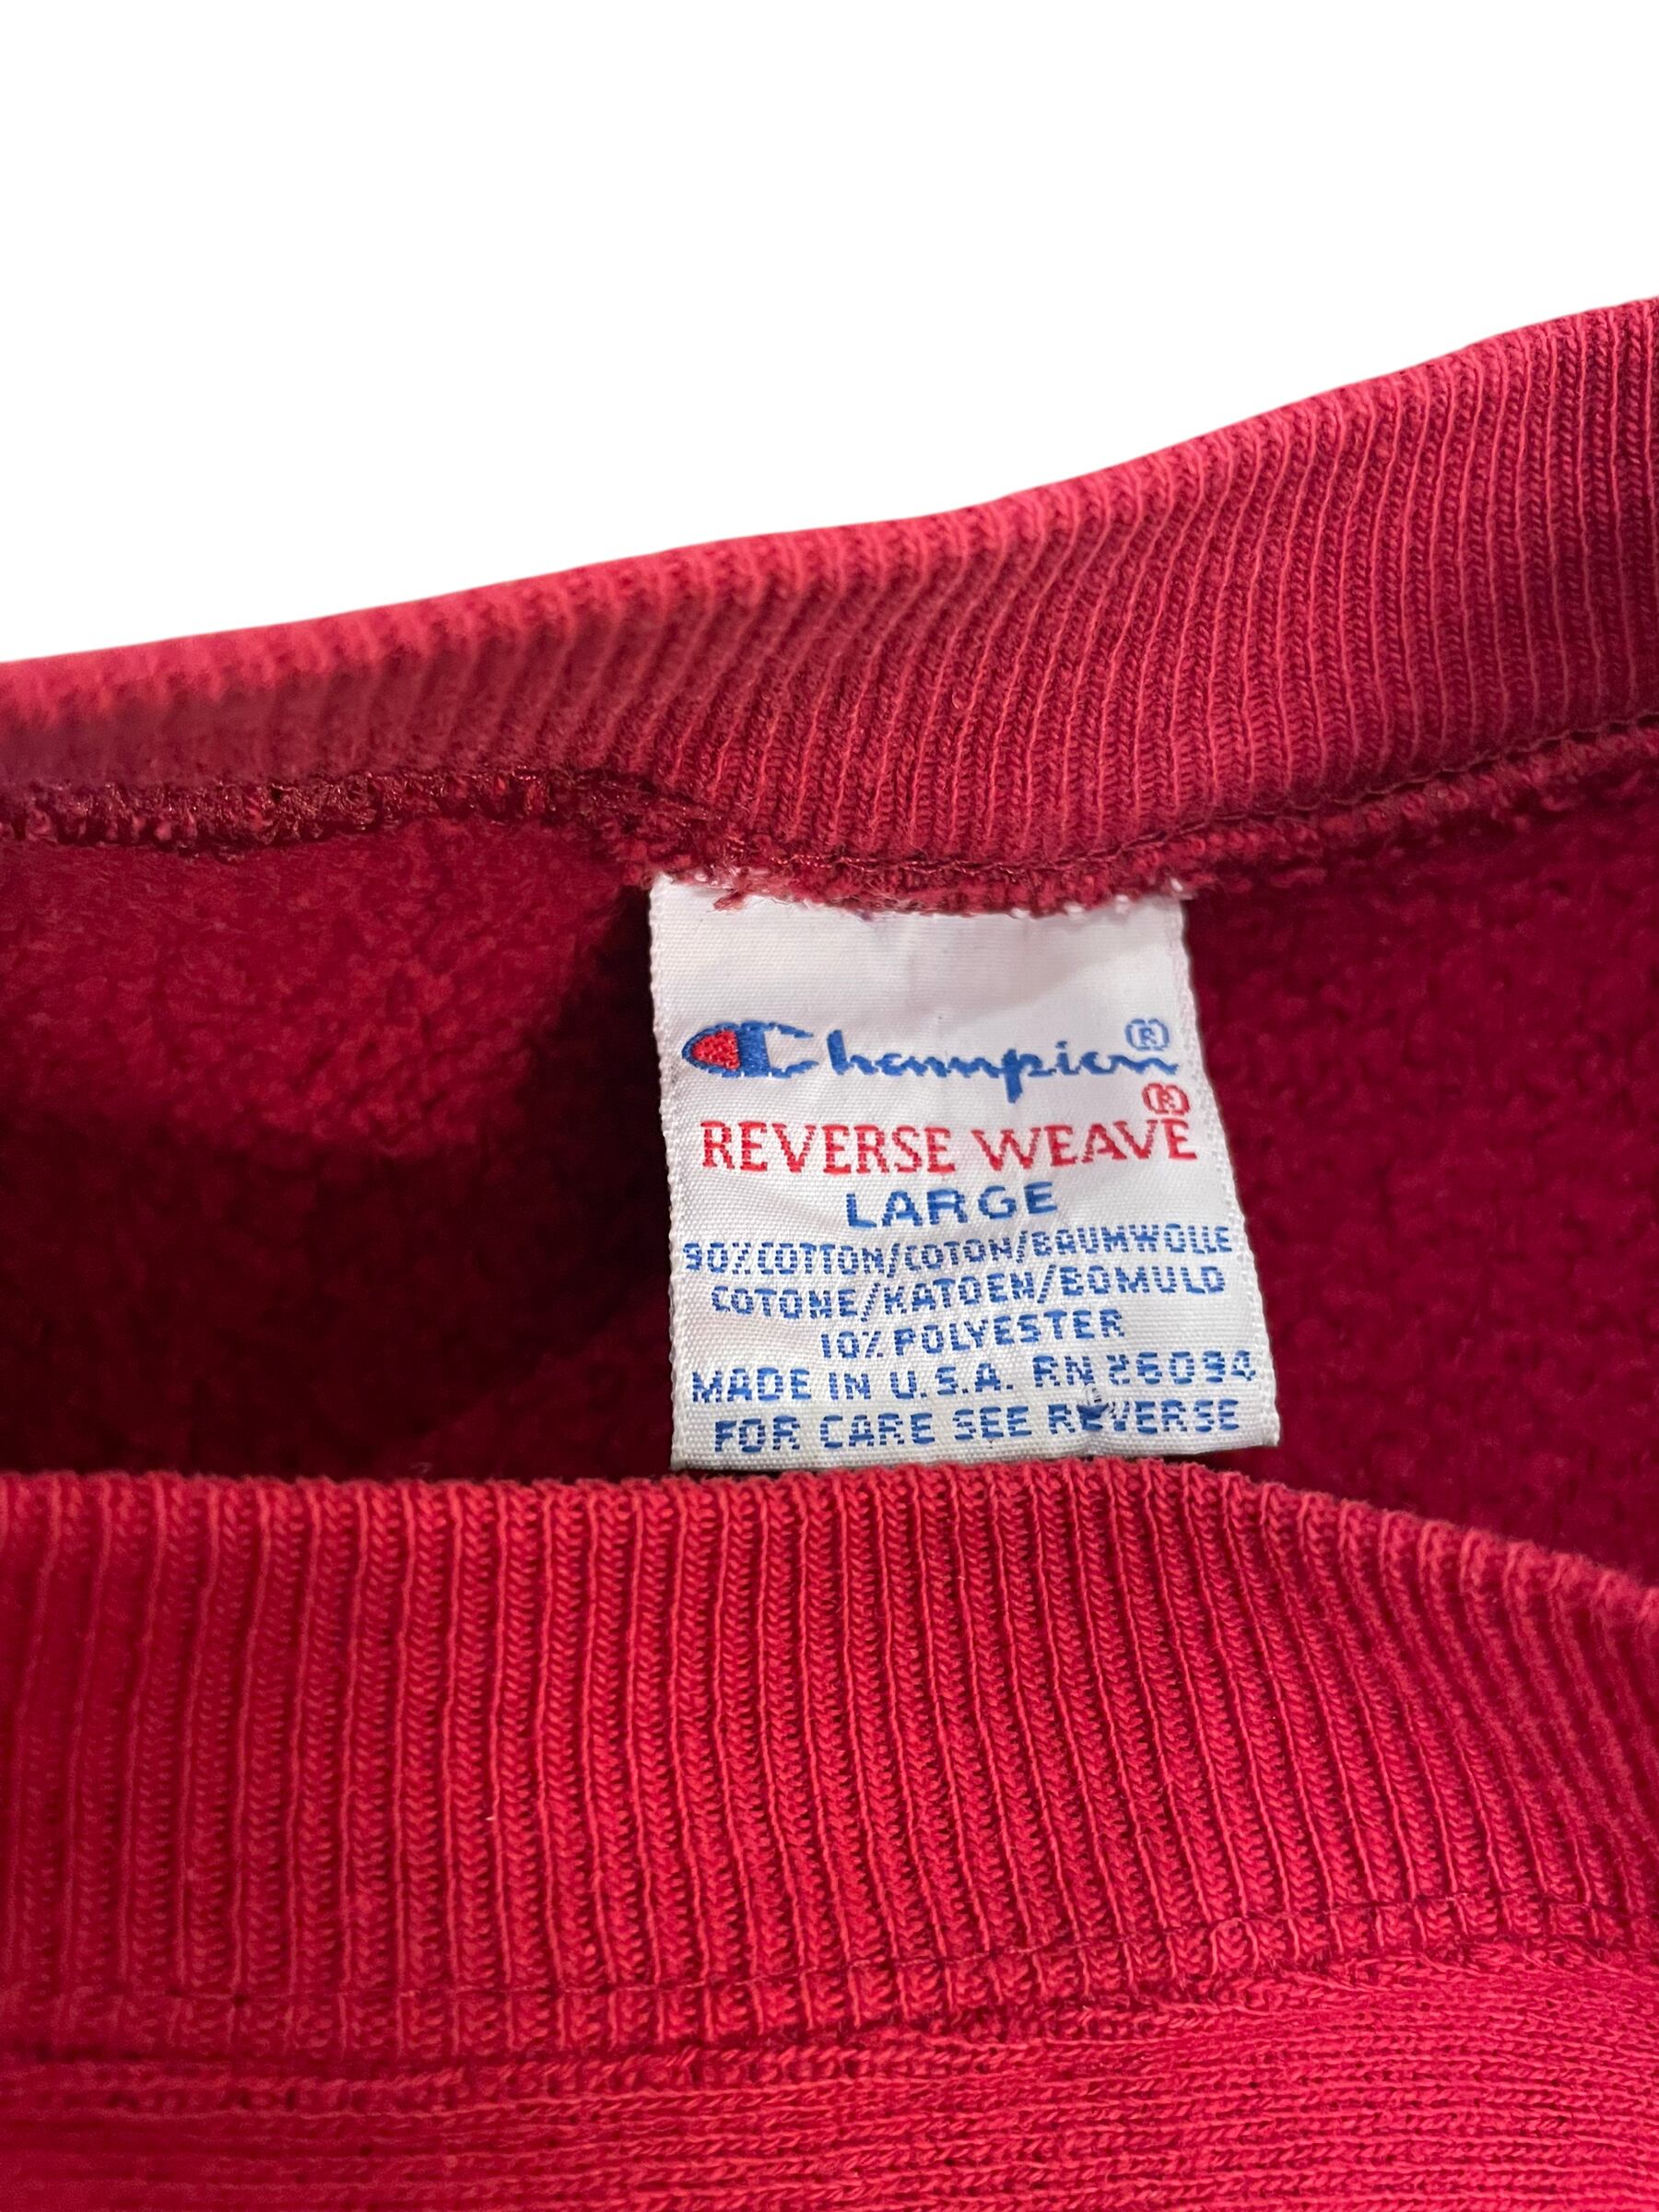 Champion®
REVERSE WEAVE®
LARGE
90% COTTON/COTON/BAUMWOLLE
COTONE/KATOEN/BOMULD
10% POLYESTER
MADE IN U.S.A. RN 26094
FOR CARE SEE REVERSE